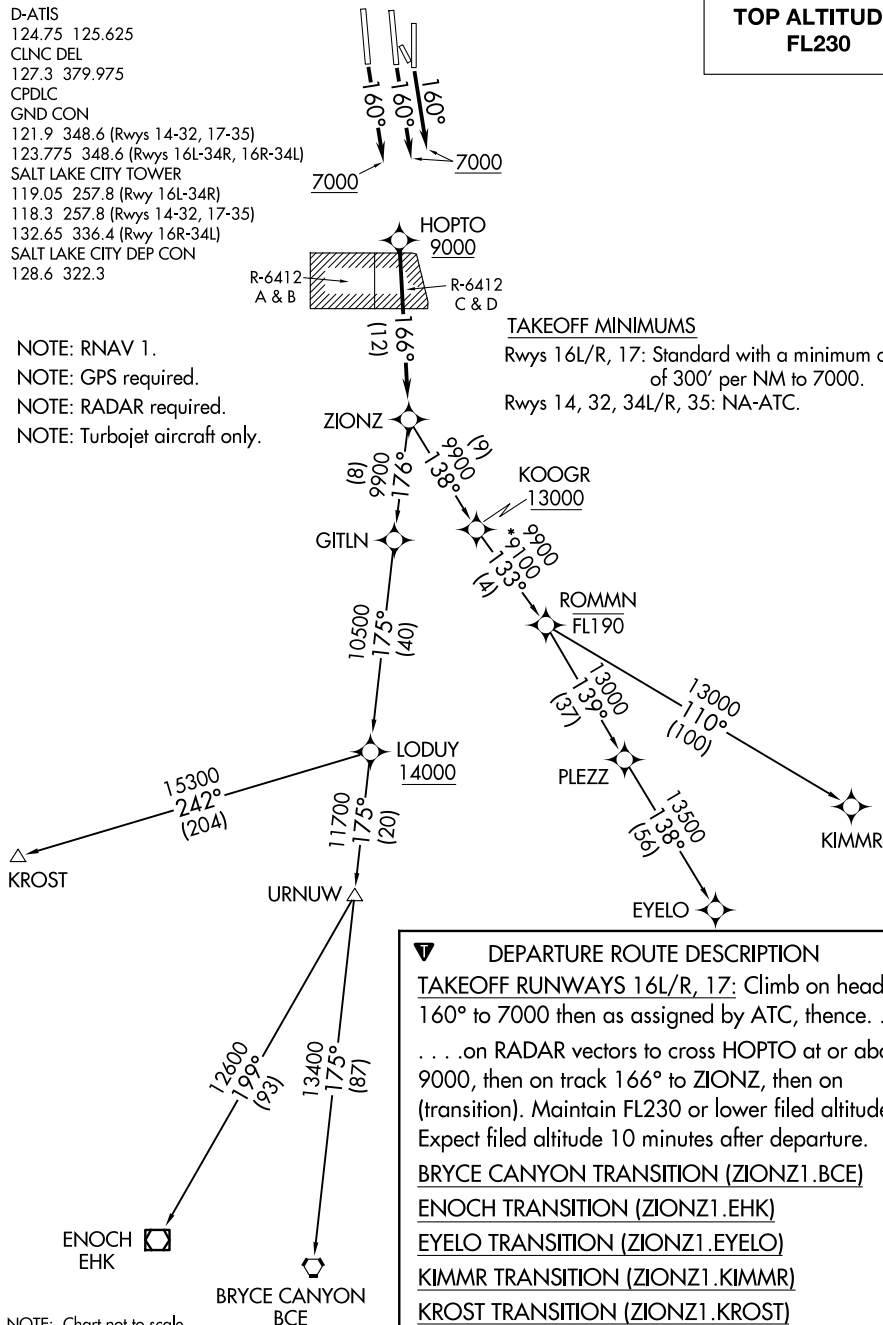 D-ATIS
124.75 125.625
CLNC DEL
127.3 379.975
CPDLC
GND CON
121.9 348.6 (Rwys 14-32, 17-35)
123.775 348.6 (Rwys 16L-34R, 16R-34L)
SALT LAKE CITY TOWER
119.05 257.8 (Rwy 16L-34R)
118.3 257.8 (Rwys 14-32, 17-35)
132.65 336.4 (Rwy 16R-34L)
SALT LAKE CITY DEP CON
128.6 322.3
TOP ALTITUD
FL230
160°
160°
160°
7000
7000
HOPTO
9000
R-6412
A & B
R-6412
C & D
166°
(12)
NOTE: RNAV 1.
NOTE: GPS required.
NOTE: RADAR required.
NOTE: Turbojet aircraft only.
TAKEOFF MINIMUMS
Rwys 16L/R, 17: Standard with a minimum
of 300' per NM to 7000.
Rwys 14, 32, 34L/R, 35: NA-ATC.
ZIONZ
9900
176°
(8)
(9)
9900
138°
KOOGR
13000
GITLN
9900
*9100
133°
(4)
ROMMN
FL190
10500
175°
(40)
13000
139°
(37)
13000
110°
(100)
LODUY
14000
PLEZZ
15300
242°
(204)
11700
175°
(20)
13500
138°
(56)
KIMMR
KROST
URNUW
EYELO
12600
199°
(93)
13400
175°
(87)
ENOCH
EHK
BRYCE CANYON
BCE
T DEPARTURE ROUTE DESCRIPTION
TAKEOFF RUNWAYS 16L/R, 17: Climb on head
160° to 7000 then as assigned by ATC, thence. .
. . . .on RADAR vectors to cross HOPTO at or abo
9000, then on track 166° to ZIONZ, then on
(transition). Maintain FL230 or lower filed altitude
Expect filed altitude 10 minutes after departure.
BRYCE CANYON TRANSITION (ZIONZ1.BCE)
ENOCH TRANSITION (ZIONZ1.EHK)
EYELO TRANSITION (ZIONZ1.EYELO)
KIMMR TRANSITION (ZIONZ1.KIMMR)
KROST TRANSITION (ZIONZ1.KROST)
NOTE: Chart not to scale